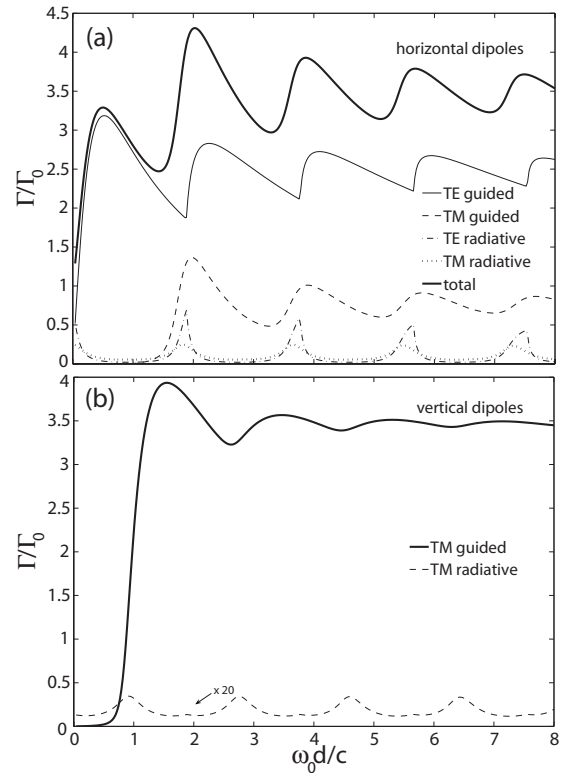 (a)
horizontal dipoles
4.5
4
3.5
3
2.5
2
1.5
1
0.5
0
Γ/Γ₀
TE guided
TM guided
TE radiative
TM radiative
total
(b)
vertical dipoles
4
3.5
3
2.5
2
1.5
1
0.5
0
Γ/Γ₀
TM guided
TM radiative
x 20
0 1 2 3 4 5 6 7 8
ω₀d/c